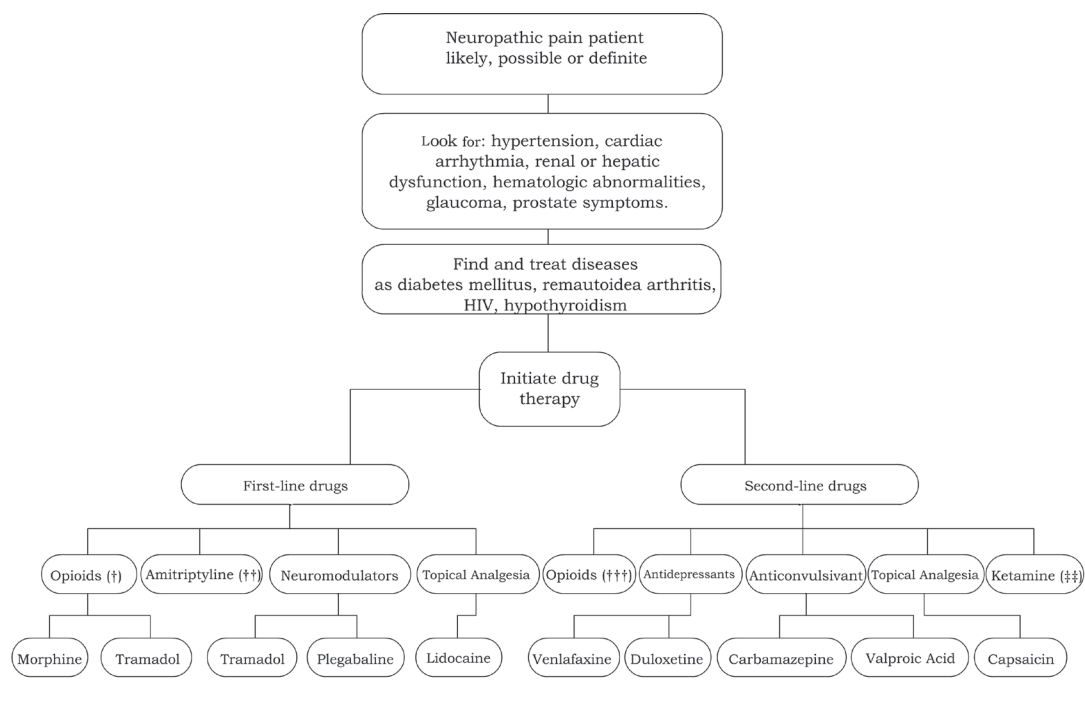 Neuropathic pain patient
likely, possible or definite
Look for: hypertension, cardiac
arrhythmia, renal or hepatic
dysfunction, hematologic abnormalities,
glaucoma, prostate symptoms.
Find and treat diseases
as diabetes mellitus, remautoidea arthritis,
HIV, hypothyroidism
Initiate drug
therapy
First-line drugs
Second-line drugs
Opioids (†)
Amitriptyline (††)
Neuromodulators
Topical Analgesia
Opioids (†††)
Antidepressants
Anticonvulsivant
Topical Analgesia
Ketamine (‡‡)
Morphine
Tramadol
Tramadol
Plegabaline
Lidocaine
Venlafaxine
Duloxetine
Carbamazepine
Valproic Acid
Capsaicin